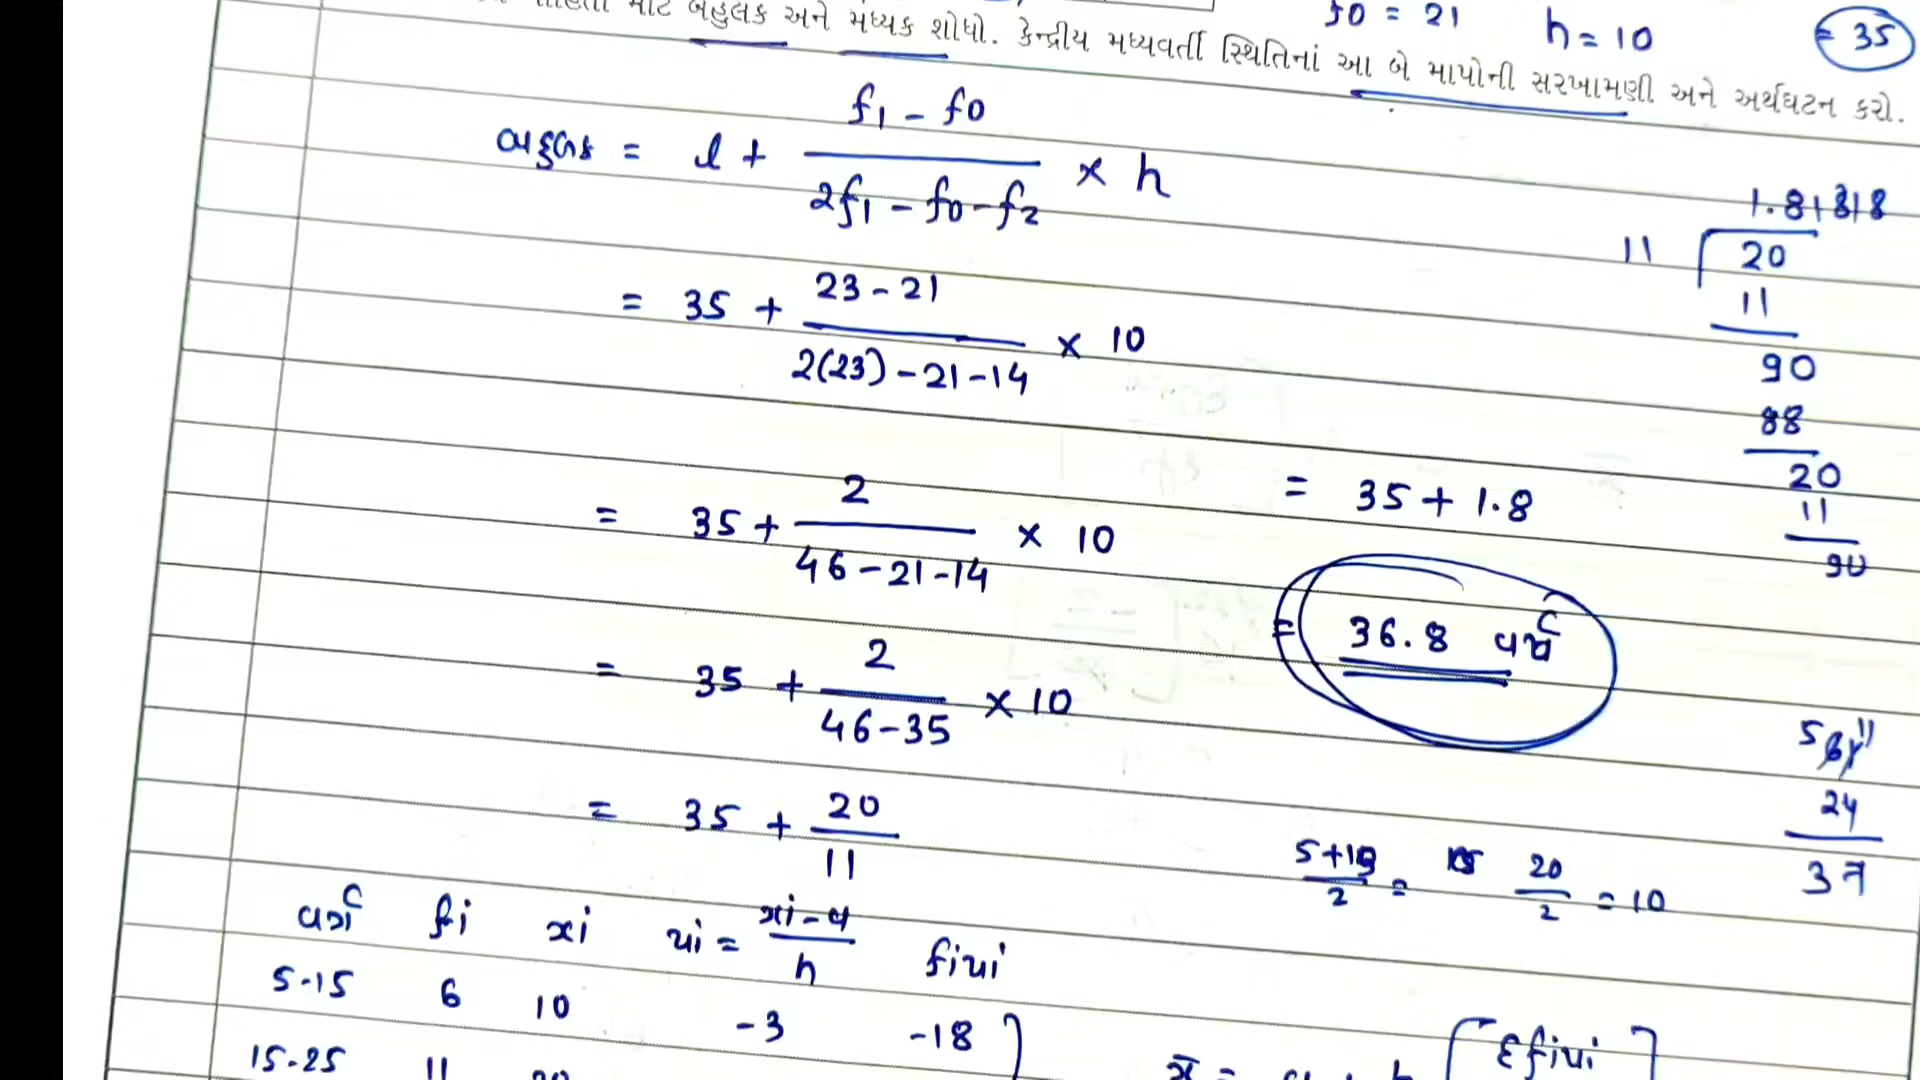 માટે બહુલક અને મધ્યક શોધો. કેન્દ્રીય મધ્યવર્તી સ્થિતિનાં આ બે માપોની સરખામણી અને અર્થઘટન કરો.
f0 = 21 h = 10 = 35
બહુલક = l + (f1 - f0) / (2f1 - f0 - f2) × h
= 35 + (23 - 21) / (2(23) - 21 - 14) × 10
= 35 + 2 / (46 - 21 - 14) × 10
= 35 + 2 / (46 - 35) × 10
= 35 + 20 / 11
= 35 + 1.8
= 36.8 વર્ષ
11
20
11
90
88
20
11
90
24
37
5+15 / 2 = 20 / 2 = 10
વર્ગ fi xi ui = xi - a / h fiui
5-15 6 10 -3 -18
15-25 11
x̄ = Σfiui